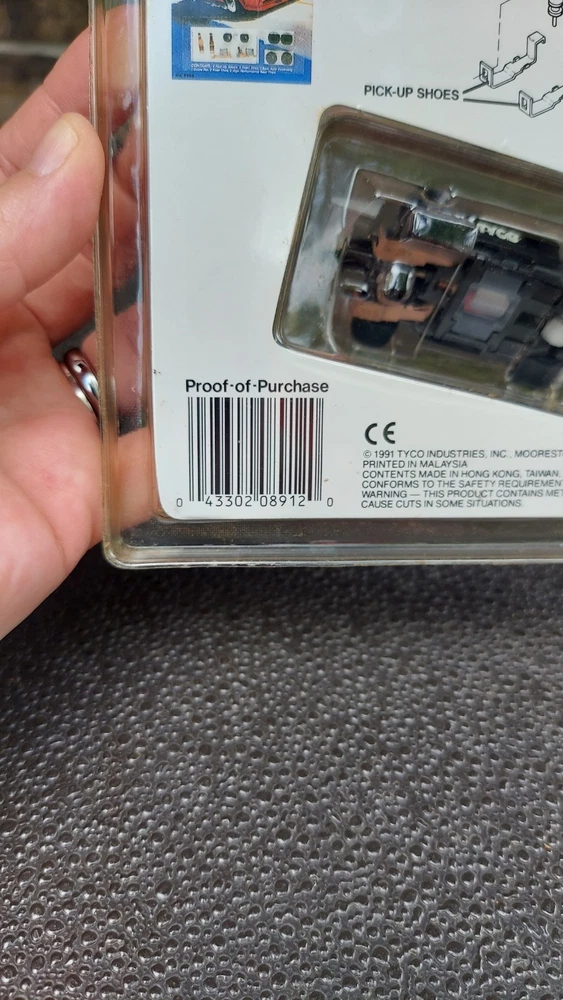 PICK-UP SHOES
TYCO
Proof-of-Purchase
0 43302 08912 0
CE
© 1991 TYCO INDUSTRIES, INC., MOOREST
PRINTED IN MALAYSIA
CONTENTS MADE IN HONG KONG, TAIWAN,
CONFORMS TO THE SAFETY REQUIREMEN
WARNING — THIS PRODUCT CONTAINS MET
CAUSE CUTS IN SOME SITUATIONS.